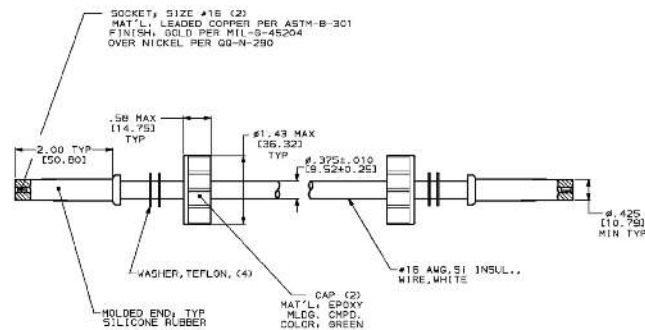 SOCKET; SIZE #16 (2)
MAT'L. LEADED COPPER PER ASTM-B-301
FINISH: GOLD PER MIL-G-45204
OVER NICKEL PER QQ-N-290
.58 MAX
[14.75]
TYP
ø1.43 MAX
[36.32]
TYP
2.00 TYP
[50.80]
ø.375±.010
[9.52±0.25]
ø.425
[10.79]
MIN TYP
WASHER, TEFLON, (4)
#16 AWG, SI INSUL.,
WIRE, WHITE
MOLDED END; TYP
SILICONE RUBBER
CAP (2)
MAT'L: EPOXY
MLDG. CMPD.
COLOR: GREEN